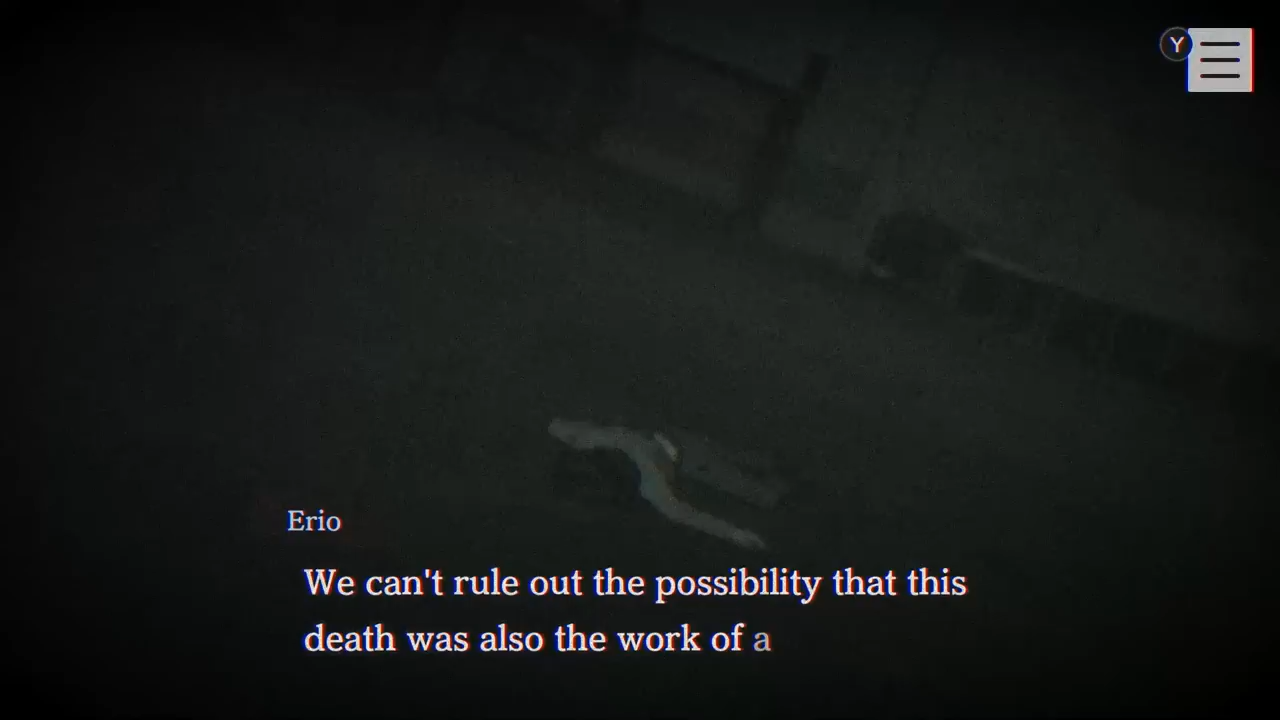 Y
Erio
We can't rule out the possibility that this
death was also the work of a